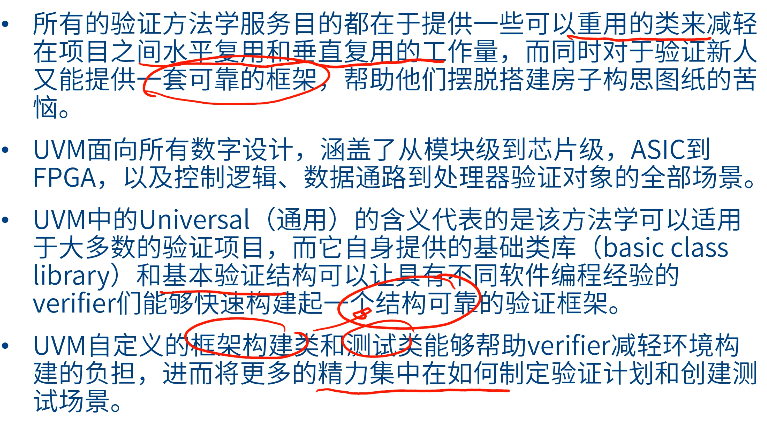 • 所有的验证方法学服务目的都在于提供一些可以重用的类来减轻
在项目之间水平复用和垂直复用的工作量，而同时对于验证新人
又能提供一套可靠的框架，帮助他们摆脱搭建房子构思图纸的苦
恼。
• UVM面向所有数字设计，涵盖了从模块级到芯片级，ASIC到
FPGA，以及控制逻辑、数据通路到处理器验证对象的全部场景。
• UVM中的Universal（通用）的含义代表的是该方法学可以适用
于大多数的验证项目，而它自身提供的基础类库（basic class
library）和基本验证结构可以让具有不同软件编程经验的
verifier们能够快速构建起一个结构可靠的验证框架。
• UVM自定义的框架构建类和测试类能够帮助verifier减轻环境构
建的负担，进而将更多的精力集中在如何制定验证计划和创建测
试场景。